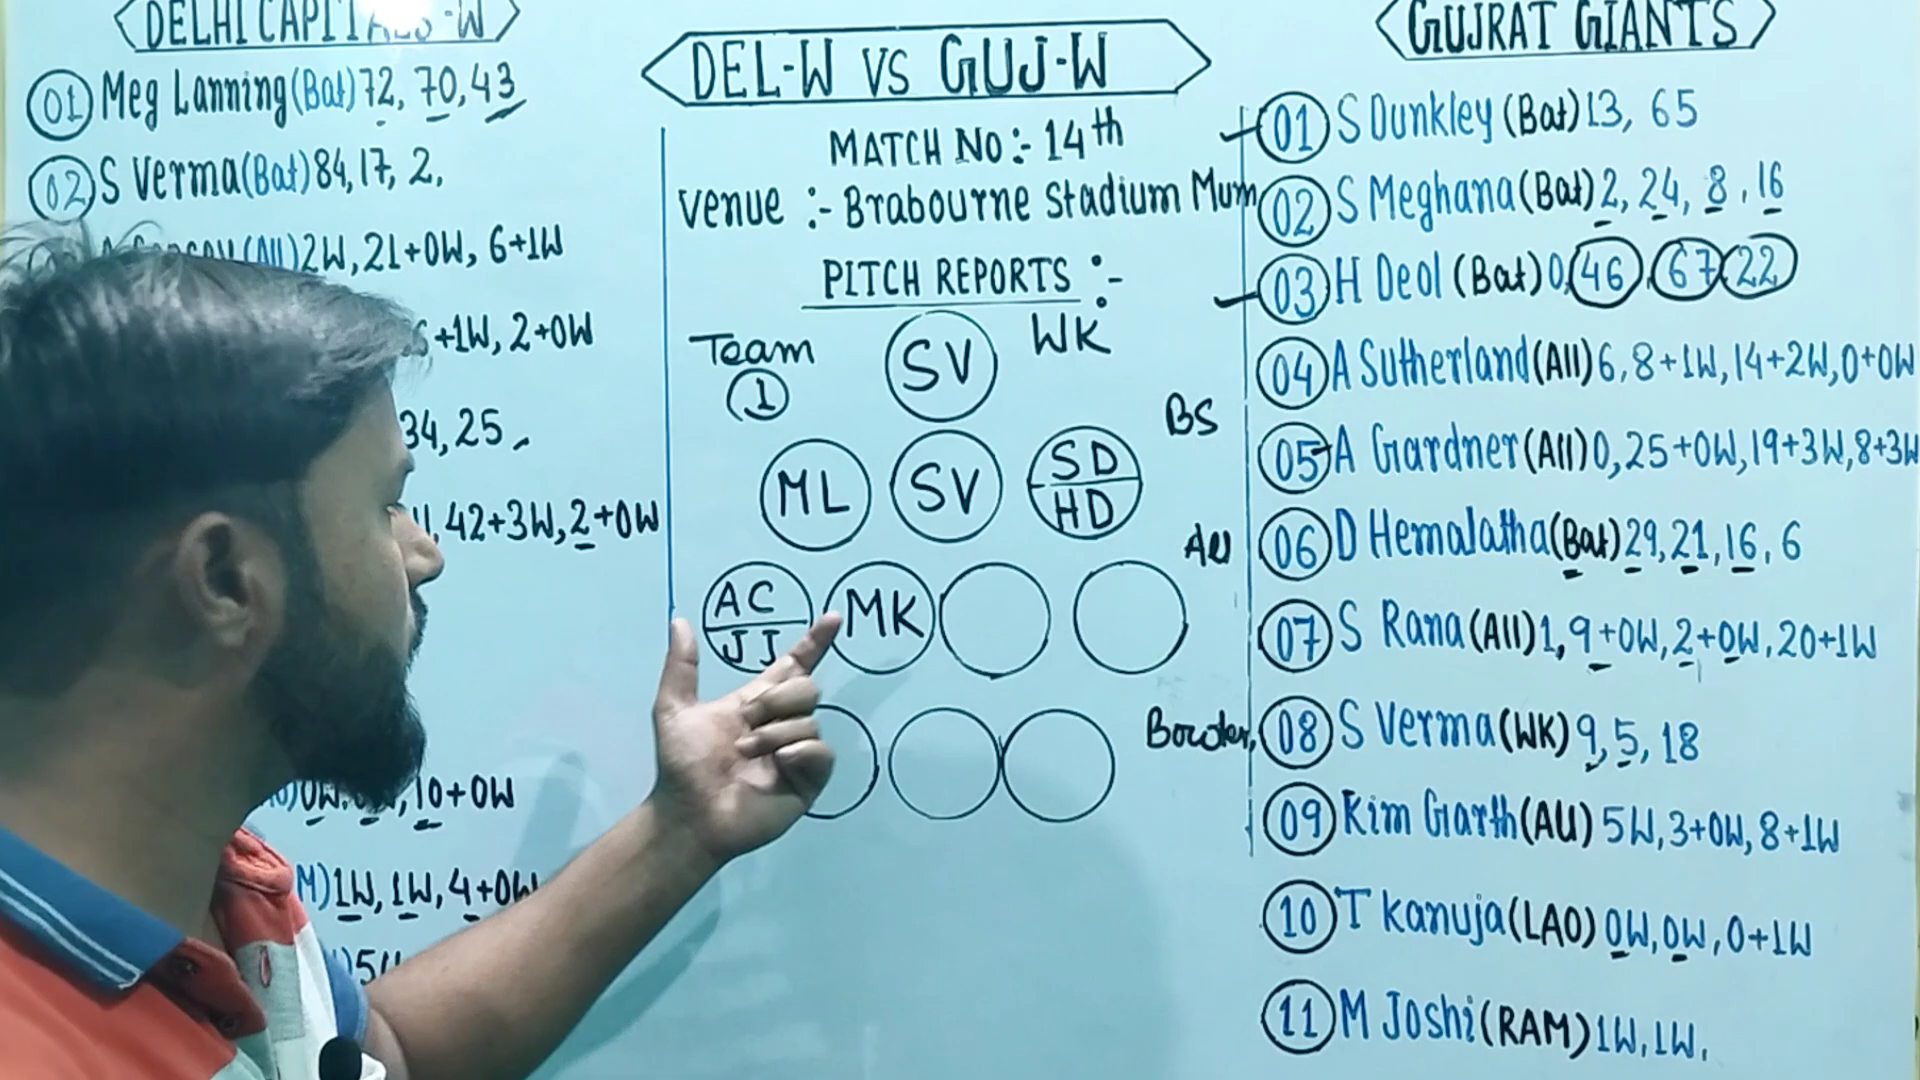 DELHI CAPITALS-W
01 Meg Lanning(Bat)72, 70, 43
02 S Verma(Bat)84, 17, 2,
(All)2W, 21+0W, 6+1W
+1W, 2+0W
34, 25
42+3W, 2+0W
0W, 10+0W
1W, 1W, 4+0W
DEL-W VS GUJ-W
MATCH No:- 14th
Venue :- Brabourne Stadium Mum
PITCH REPORTS :-
Team
1
SV
WK
ML SV SD HD
BS
AC JJ MK
All
Bowler
GUJRAT GIANTS
01 S Dunkley (Bat)13, 65
02 S Meghana(Bat)2, 24, 8, 16
03 H Deol (Bat)0, 46, 67, 22
04 A Sutherland(All)6, 8+1W, 14+2W, 0+0W
05 A Gardner(All)0, 25+0W, 19+3W, 8+3W
06 D Hemalatha(Bat)29, 21, 16, 6
07 S Rana(All)1, 9+0W, 2+0W, 20+1W
08 S Verma(WK)9, 5, 18
09 Kim Garth(All) 5W, 3+0W, 8+1W
10 T Kanuja(LAO) 0W, 0W, 0+1W
11 M Joshi(RAM)1W, 1W,